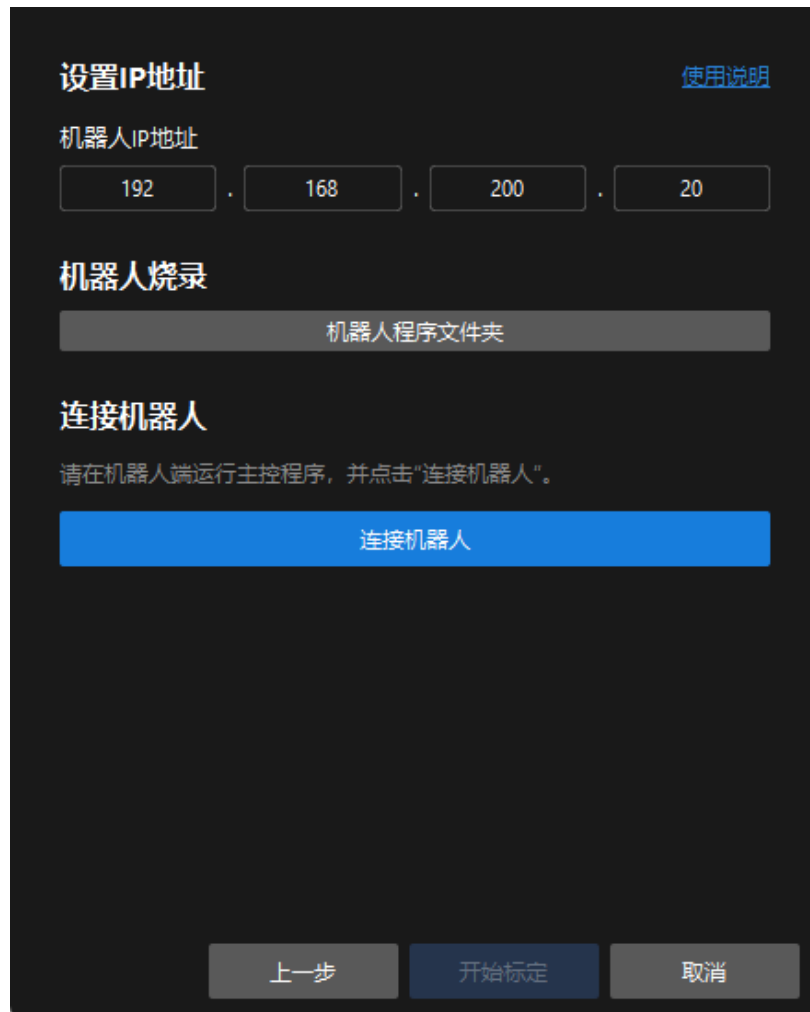 设置IP地址 使用说明
机器人IP地址
192 . 168 . 200 . 20
机器人烧录
机器人程序文件夹
连接机器人
请在机器人端运行主控程序，并点击"连接机器人"。
连接机器人
上一步 开始标定 取消